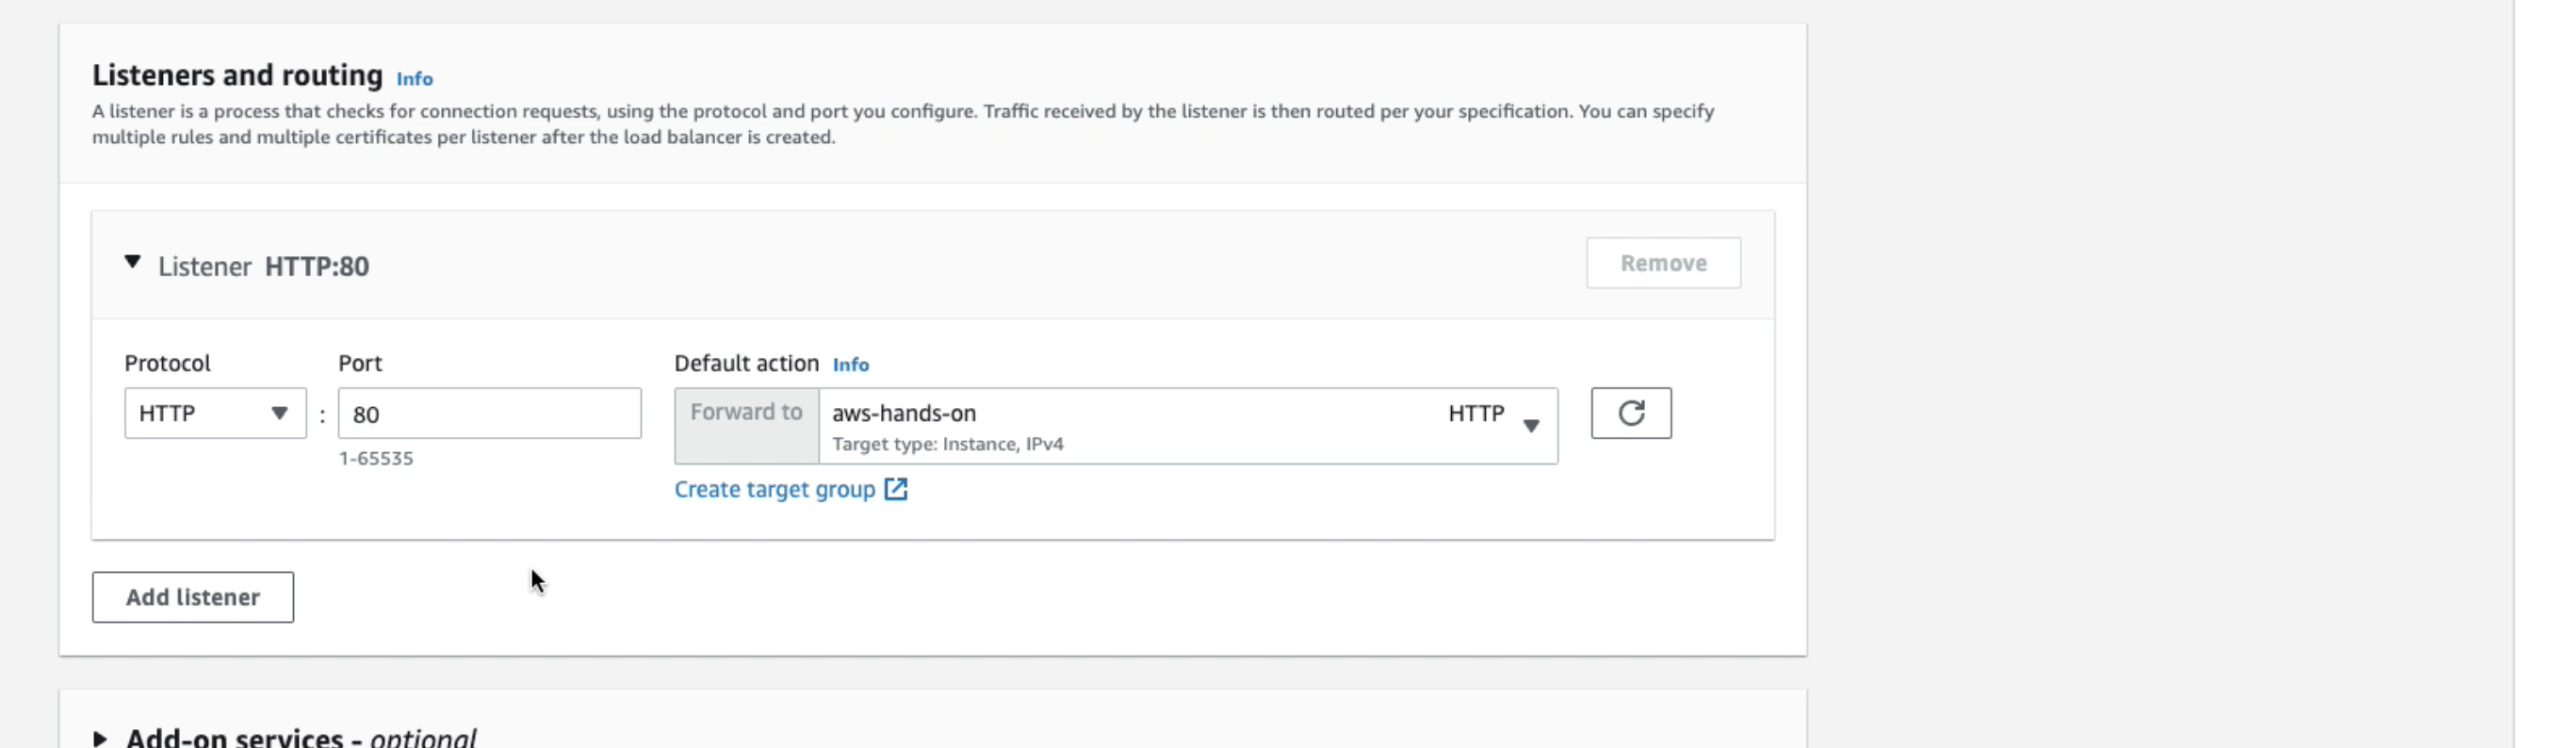 Listeners and routing Info
A listener is a process that checks for connection requests, using the protocol and port you configure. Traffic received by the listener is then routed per your specification. You can specify
multiple rules and multiple certificates per listener after the load balancer is created.
Listener HTTP:80
Remove
Protocol
Port
Default action Info
HTTP
:
80
1-65535
Forward to
aws-hands-on
HTTP
Target type: Instance, IPv4
Create target group
Add listener
Add-on services - optional